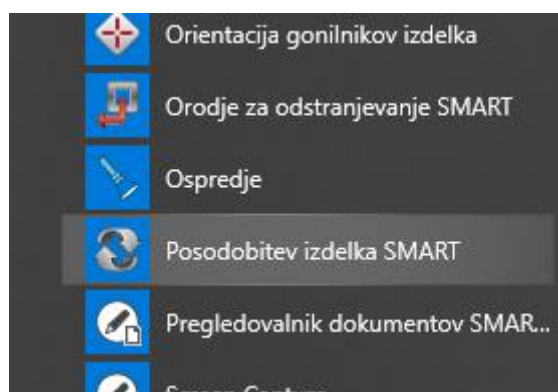 Orientacija gonilnikov izdelka
Orodje za odstranjevanje SMART
Ospredje
Posodobitev izdelka SMART
Pregledovalnik dokumentov SMAR...